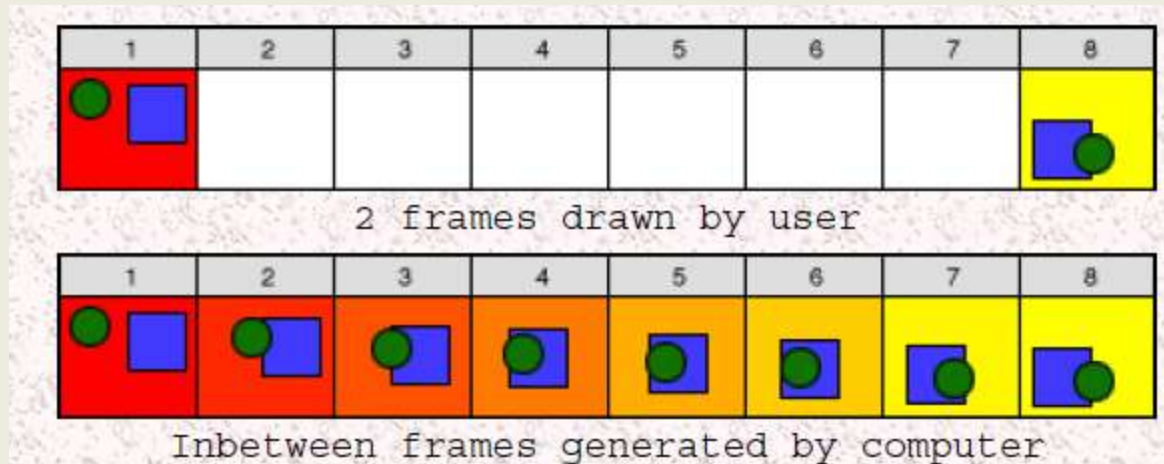 1 2 3 4 5 6 7 8
2 frames drawn by user
1 2 3 4 5 6 7 8
Inbetween frames generated by computer